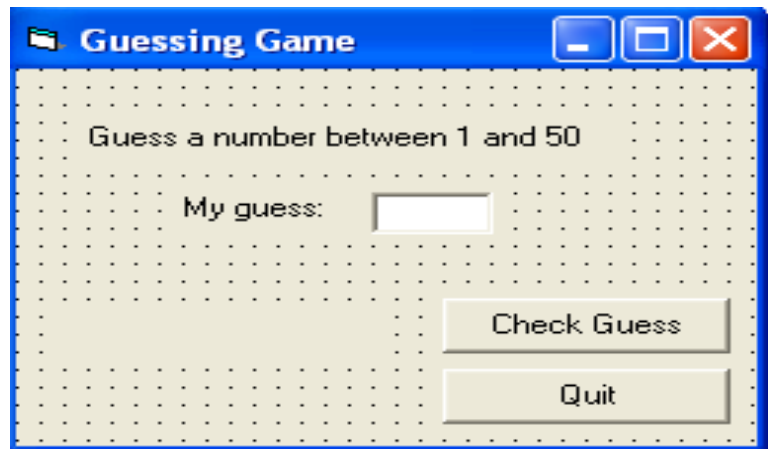 Guessing Game
Guess a number between 1 and 50
My guess:
Check Guess
Quit